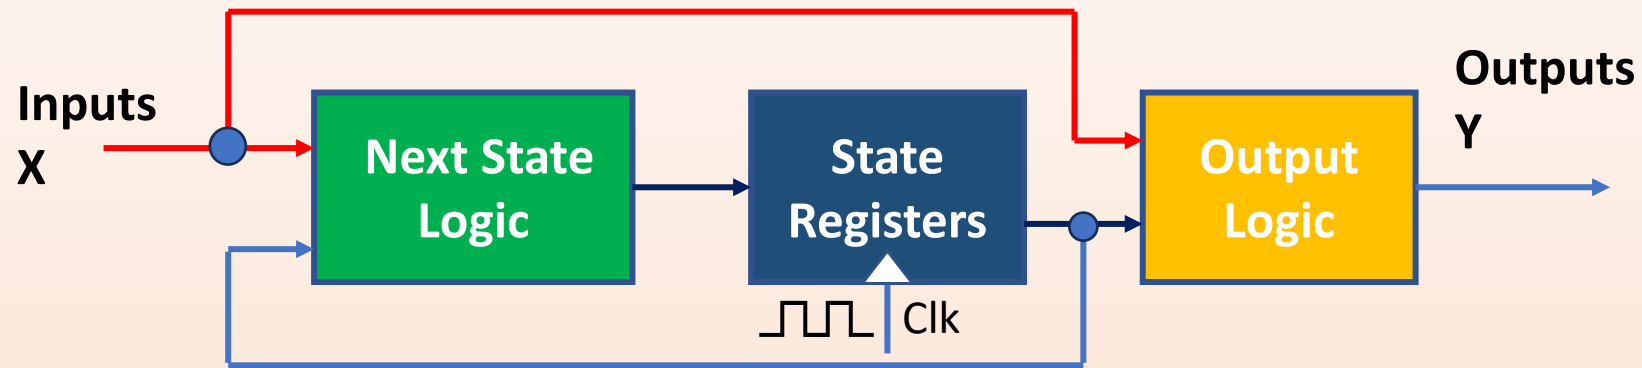 Inputs
X
Next State
Logic
State
Registers
Clk
Output
Logic
Outputs
Y